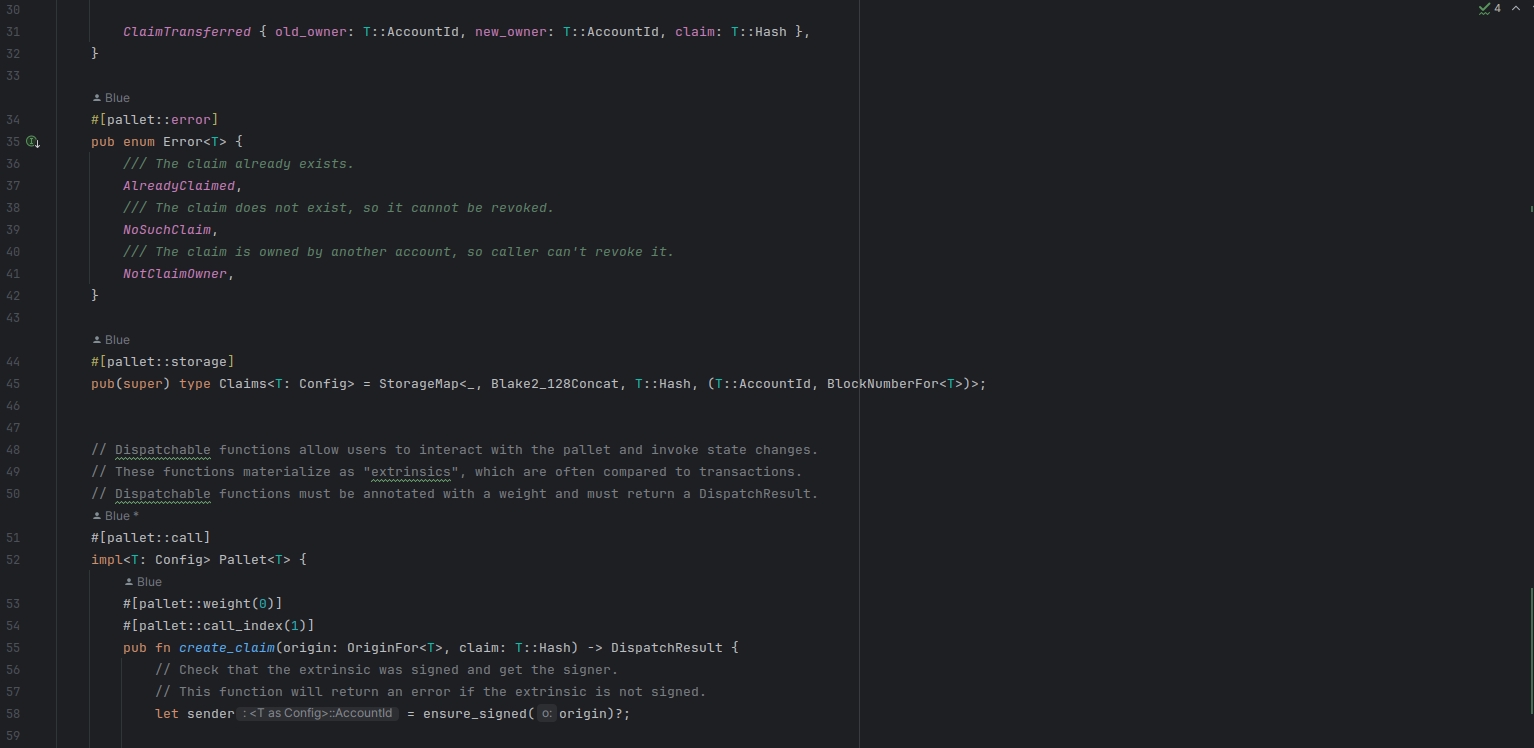 30
4
31 ClaimTransferred { old_owner: T::AccountId, new_owner: T::AccountId, claim: T::Hash },
32 }
33
Blue
34 #[pallet::error]
35 pub enum Error<T> {
36 /// The claim already exists.
37 AlreadyClaimed,
38 /// The claim does not exist, so it cannot be revoked.
39 NoSuchClaim,
40 /// The claim is owned by another account, so caller can't revoke it.
41 NotClaimOwner,
42 }
43
Blue
44 #[pallet::storage]
45 pub(super) type Claims<T: Config> = StorageMap<_, Blake2_128Concat, T::Hash, (T::AccountId, BlockNumberFor<T>)>;
46
47
48 // Dispatchable functions allow users to interact with the pallet and invoke state changes.
49 // These functions materialize as "extrinsics", which are often compared to transactions.
50 // Dispatchable functions must be annotated with a weight and must return a DispatchResult.
Blue *
51 #[pallet::call]
52 impl<T: Config> Pallet<T> {
Blue
53 #[pallet::weight(0)]
54 #[pallet::call_index(1)]
55 pub fn create_claim(origin: OriginFor<T>, claim: T::Hash) -> DispatchResult {
56 // Check that the extrinsic was signed and get the signer.
57 // This function will return an error if the extrinsic is not signed.
58 let sender : <T as Config>::AccountId = ensure_signed( o: origin)?;
59